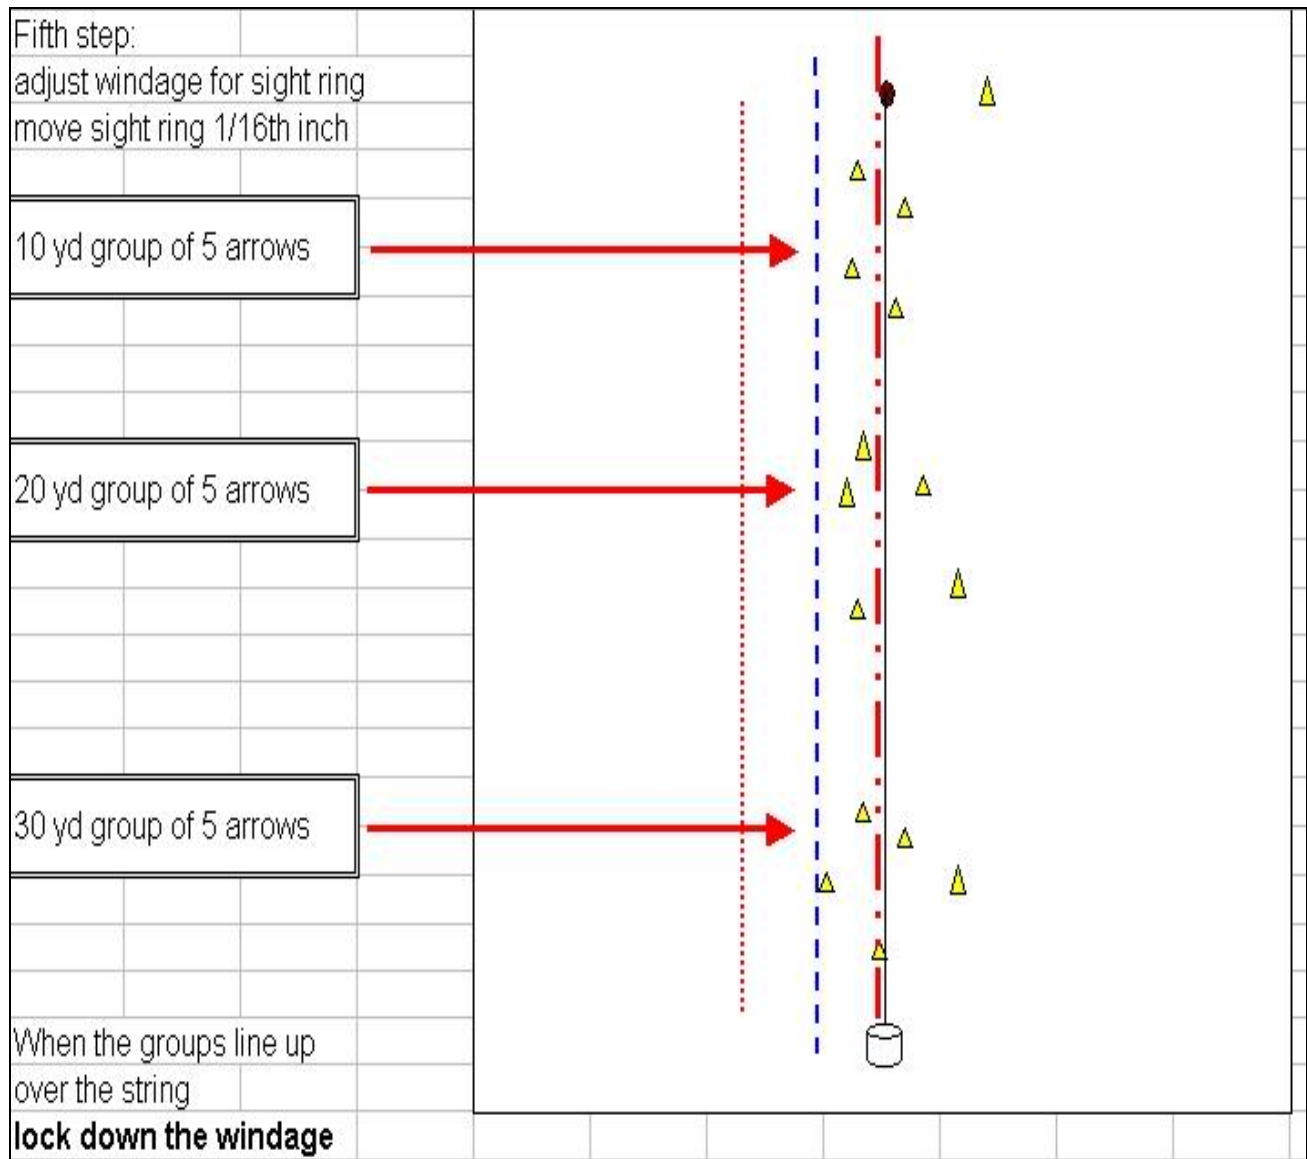 Fifth step:
adjust windage for sight ring
move sight ring 1/16th inch
10 yd group of 5 arrows
20 yd group of 5 arrows
30 yd group of 5 arrows
When the groups line up
over the string
lock down the windage